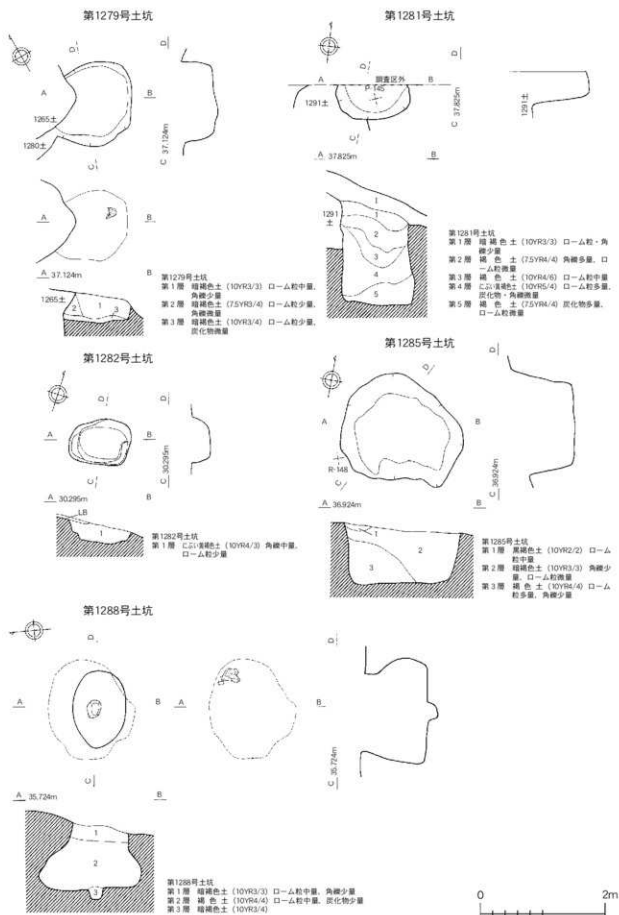 第1279号土坑
D
A
B
1265土
1280土
C
D
C 37.124m
A
B
A 37.124m
B
1265土
1
2
3
第1279号土坑
第1層 暗褐色土（10YR3/3）ローム粒中量、
角礫少量
第2層 暗褐色土（7.5YR3/4）ローム粒少量、
角礫微量
第3層 暗褐色土（10YR3/4）ローム粒少量、
炭化物微量
第1281号土坑
D
A
調査区外
B
P-145
1291土
C
D
C 37.825m
1291土
A 37.825m
B
1291土
1
1
2
3
4
5
第1281号土坑
第1層 暗褐色土（10YR3/3）ローム粒・角
礫少量
第2層 褐色土（7.5YR4/4）角礫多量、ロ
ーム粒微量
第3層 褐色土（10YR4/6）ローム粒中量
第4層 にぶい黄褐色土（10YR5/4）ローム粒多量、
炭化物・角礫微量
第5層 褐色土（7.5YR4/4）炭化物多量、
ローム粒微量
第1282号土坑
D
A
B
C
D
C 30.295m
A 30.295m
B
LB
1
第1282号土坑
第1層 にぶい黄褐色土（10YR4/3）角礫中量、
ローム粒少量
第1285号土坑
D
A
B
R-148
C
D
C 36.924m
A 36.924m
B
1
2
3
第1285号土坑
第1層 黒褐色土（10YR2/2）ローム
粒中量
第2層 暗褐色土（10YR3/3）角礫少
量、ローム粒微量
第3層 褐色土（10YR4/4）ローム
粒多量、角礫少量
第1288号土坑
D
A
B
C
A
B
D
C 35.724m
A 35.724m
B
1
2
3
第1288号土坑
第1層 暗褐色土（10YR3/3）ローム粒中量、角礫少量
第2層 褐色土（10YR4/4）ローム粒中量、炭化物少量
第3層 暗褐色土（10YR3/4）
0
2m